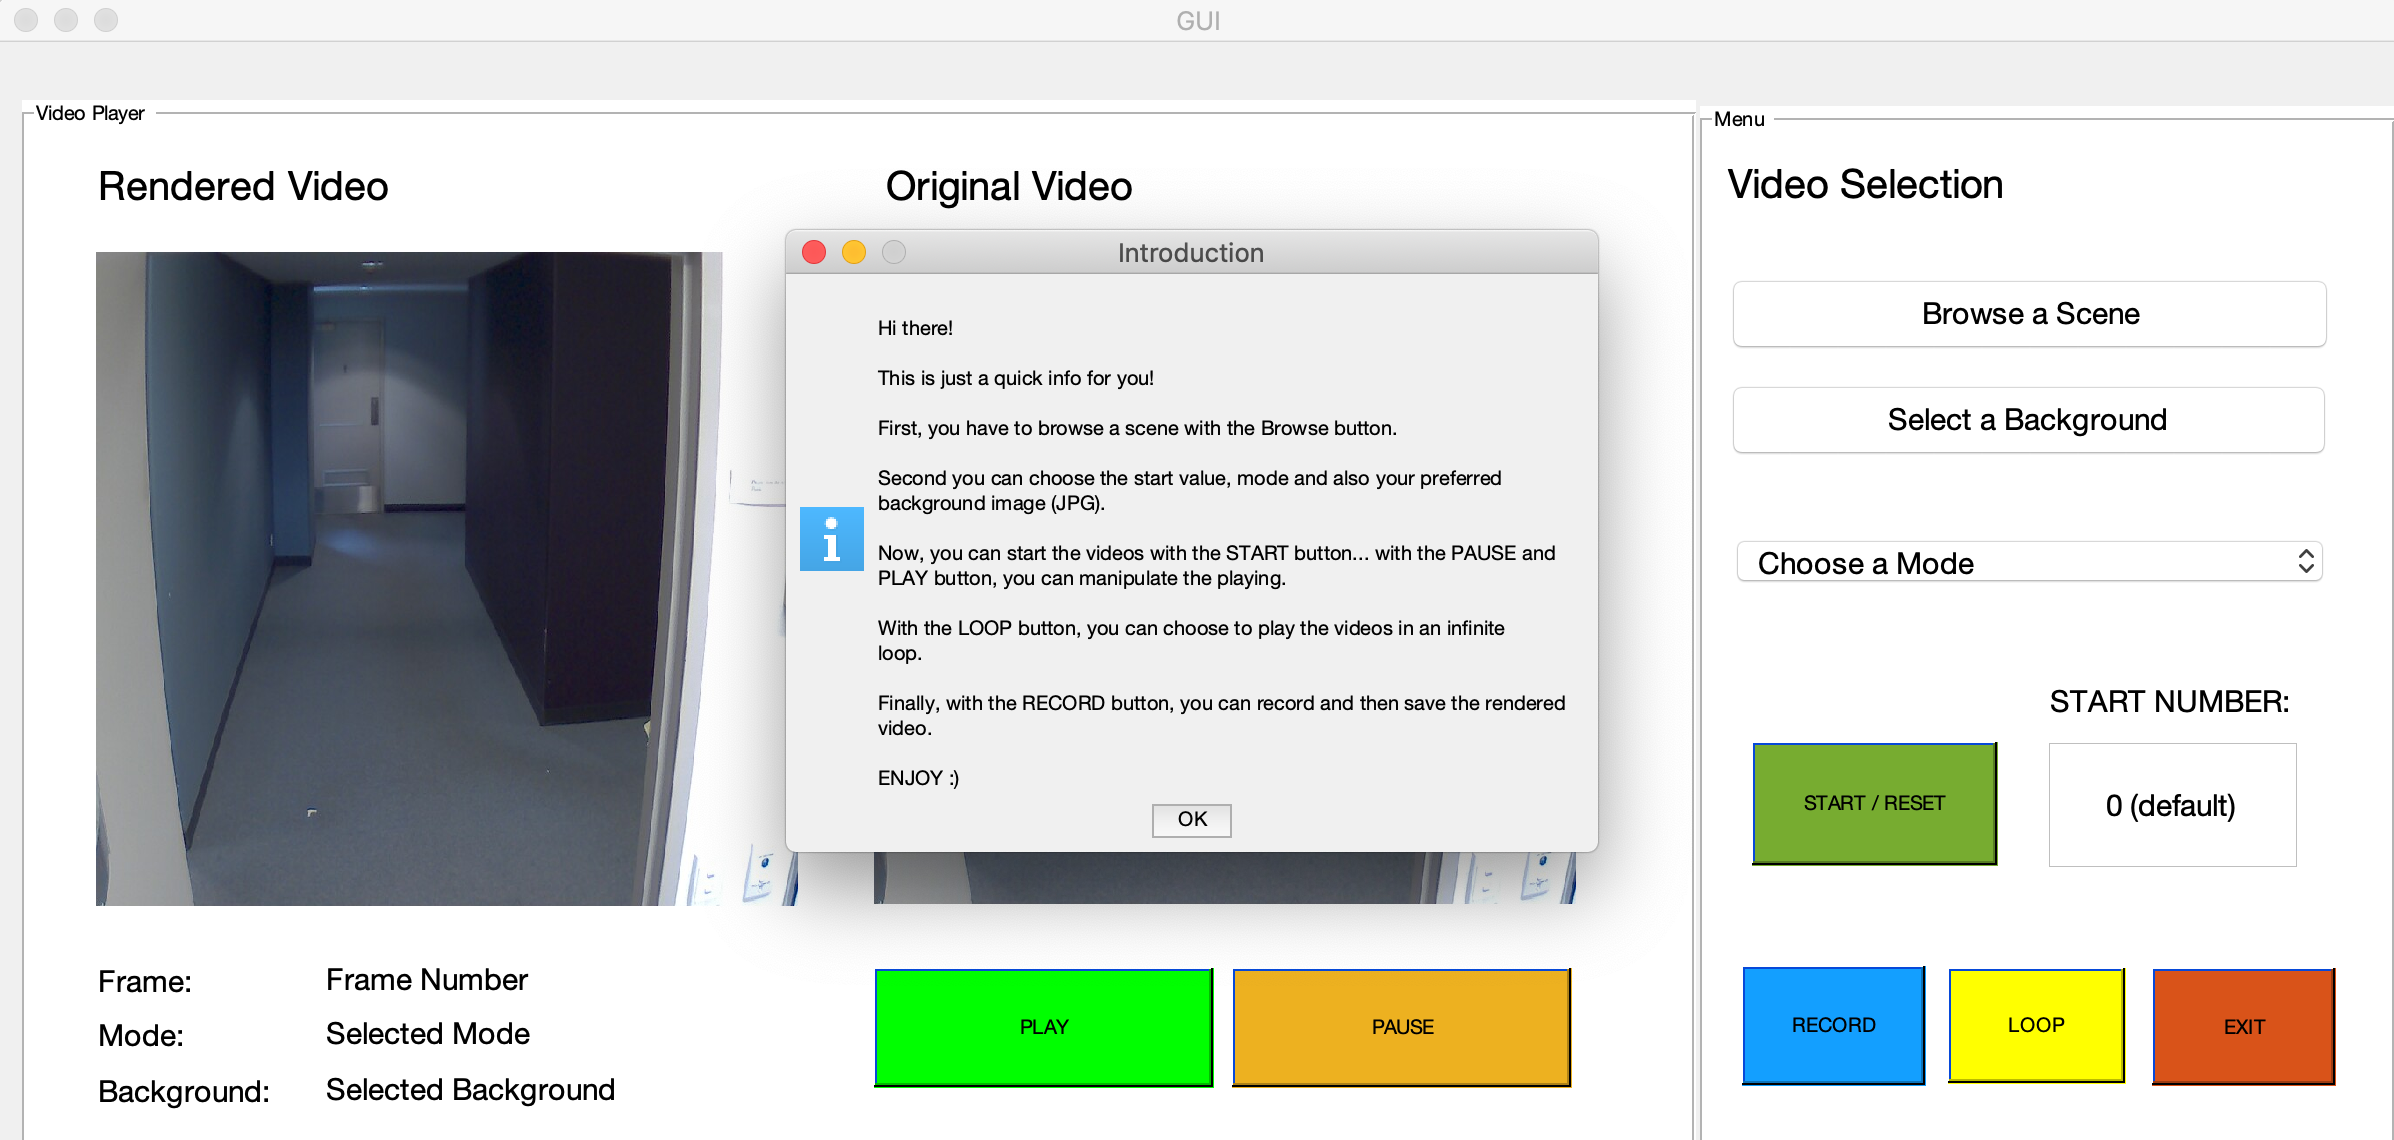 GUI
Video Player
Menu
Rendered Video
Original Video
Video Selection
Introduction
Hi there!
This is just a quick info for you!
First, you have to browse a scene with the Browse button.
Second you can choose the start value, mode and also your preferred
background image (JPG).
Now, you can start the videos with the START button... with the PAUSE and
PLAY button, you can manipulate the playing.
With the LOOP button, you can choose to play the videos in an infinite
loop.
Finally, with the RECORD button, you can record and then save the rendered
video.
ENJOY :)
OK
Browse a Scene
Select a Background
Choose a Mode
START NUMBER:
START / RESET
0 (default)
Frame:
Frame Number
Mode:
Selected Mode
Background:
Selected Background
PLAY
PAUSE
RECORD
LOOP
EXIT